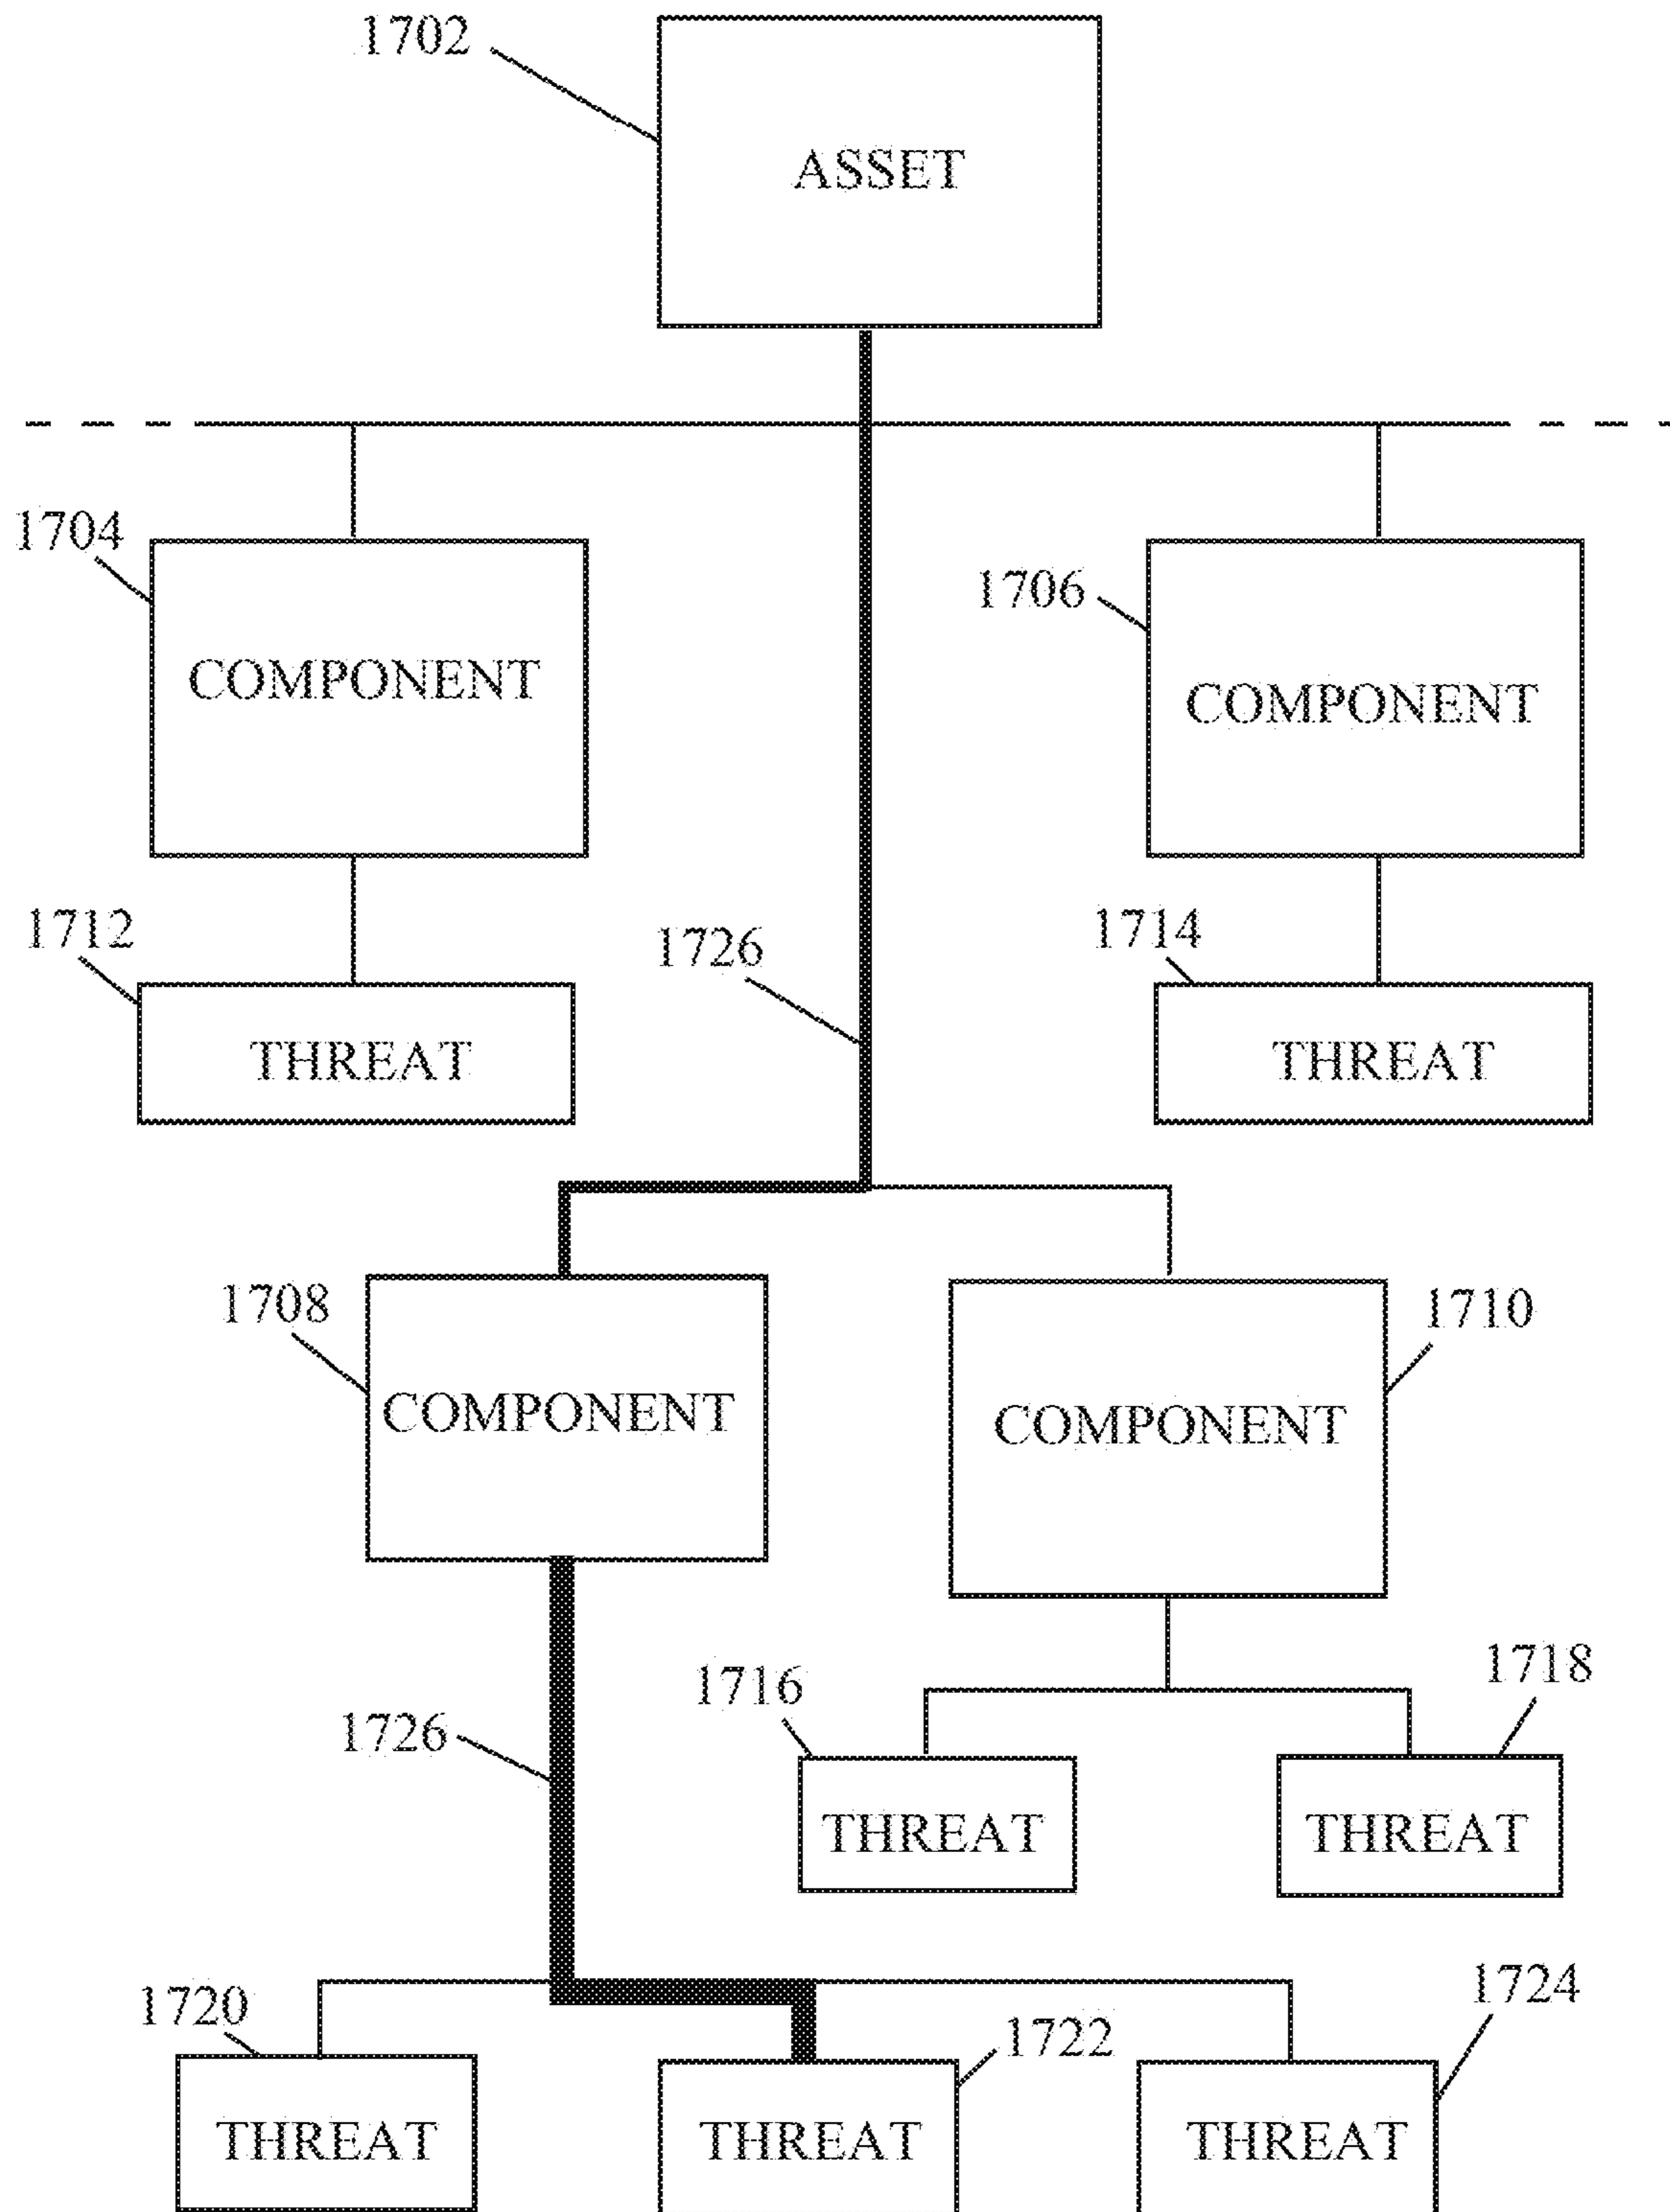 1702
ASSET
1704
1706
COMPONENT
COMPONENT
1712
1726
1714
THREAT
THREAT
1708
1710
COMPONENT
COMPONENT
1716
1718
1726
THREAT
THREAT
1720
1722
1724
THREAT
THREAT
THREAT